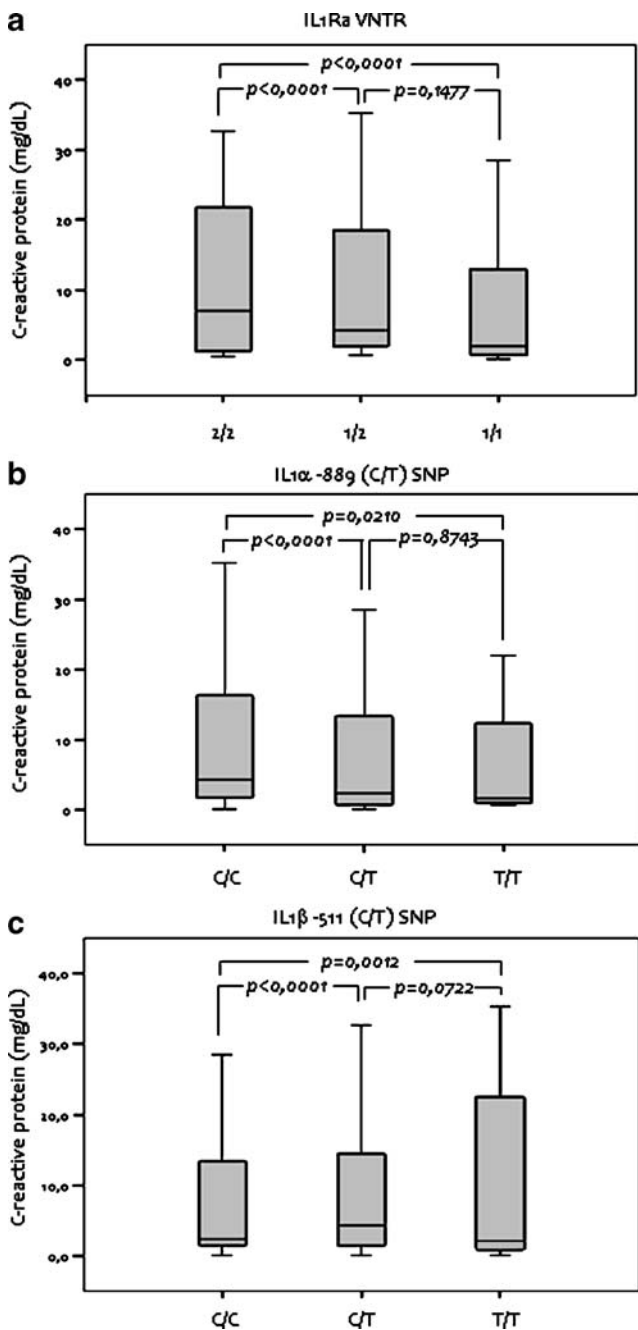 a
IL1Ra VNTR
C-reactive protein (mg/dL)
40
30
20
10
0
p<0,0001
p<0,0001
p=0,1477
2/2
1/2
1/1
b
IL1α -889 (C/T) SNP
C-reactive protein (mg/dL)
40
30
20
10
0
p=0,0210
p<0,0001
p=0,8743
C/C
C/T
T/T
c
IL1β -511 (C/T) SNP
C-reactive protein (mg/dL)
40,0
30,0
20,0
10,0
0,0
p=0,0012
p<0,0001
p=0,0722
C/C
C/T
T/T